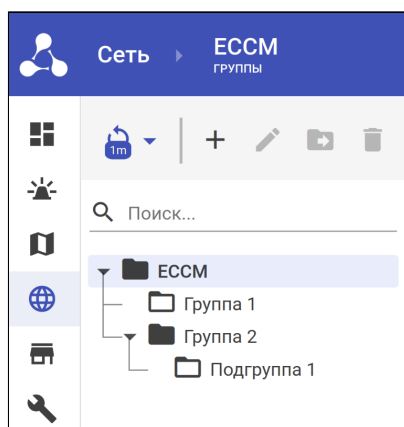 Сеть
ECCM
ГРУППЫ
1m
Поиск...
ECCM
Группа 1
Группа 2
Подгруппа 1